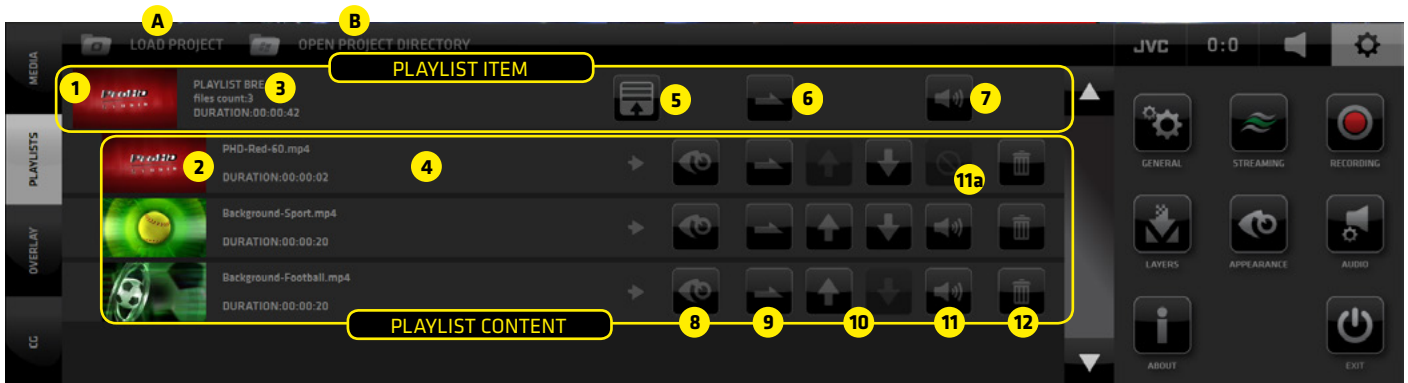 A
B
LOAD PROJECT
OPEN PROJECT DIRECTORY
JVC
0:0
MEDIA
PLAYLISTS
OVERLAY
CG
PLAYLIST ITEM
1
PLAYLIST BRE
3
files count:3
DURATION:00:00:42
5
6
7
2
PHD-Red-60.mp4
DURATION:00:00:02
4
11a
Background-Sport.mp4
DURATION:00:00:20
Background-Football.mp4
DURATION:00:00:20
PLAYLIST CONTENT
8
9
10
11
12
GENERAL
STREAMING
RECORDING
LAYERS
APPEARANCE
AUDIO
ABOUT
EXIT